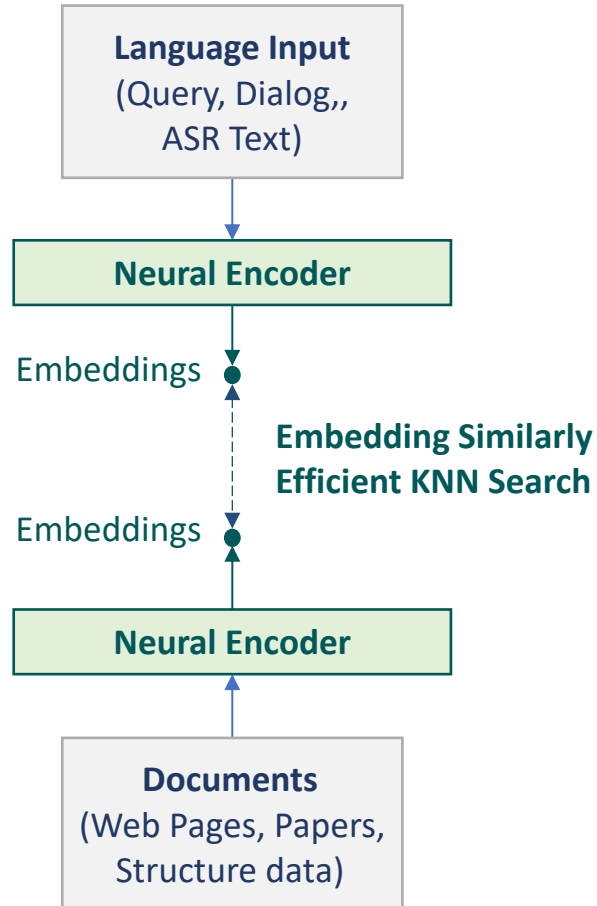 Language Input
(Query, Dialog,,
ASR Text)
Neural Encoder
Embeddings
Embedding Similarly
Efficient KNN Search
Embeddings
Neural Encoder
Documents
(Web Pages, Papers,
Structure data)